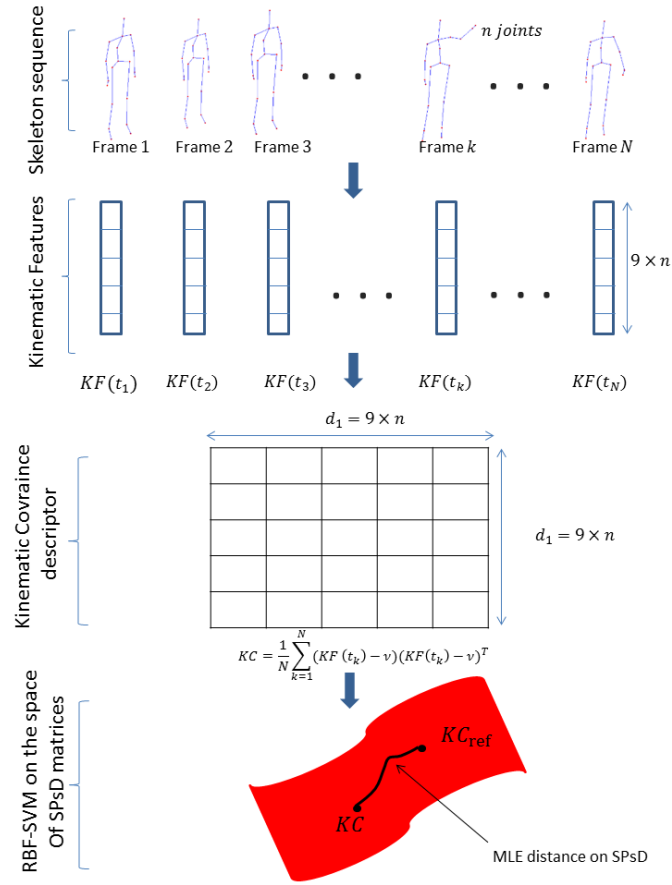 Skeleton sequence
n joints
Frame 1
Frame 2
Frame 3
Frame k
Frame N
Kinematic Features
9 × n
KF(t₁)
KF(t₂)
KF(t₃)
KF(tₖ)
KF(t_N)
Kinematic Covraince
descriptor
d₁ = 9 × n
d₁ = 9 × n
KC = 1/N ∑_{k=1}^{N} (KF (tₖ) − ν)(KF(tₖ) − ν)ᵀ
RBF-SVM on the space
Of SPsD matrices
KC_ref
KC
MLE distance on SPsD